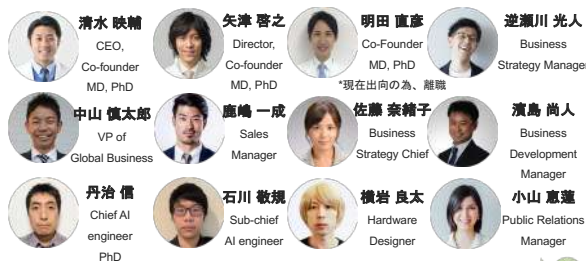 清水 映輔
CEO,
Co-founder
MD, PhD
矢津 啓之
Director,
Co-founder
MD, PhD
明田 直彦
Co-Founder
MD, PhD
*現在出向の為、離職
逆瀬川 光人
Business
Strategy Manager
中山 慎太郎
VP of
Global Business
鹿嶋 一成
Sales
Manager
佐藤 奈緒子
Business
Strategy Chief
濱島 尚人
Business
Development
Manager
丹治 信
Chief AI
engineer
PhD
石川 敬規
Sub-chief
AI engineer
横岩 良太
Hardware
Designer
小山 恵蓮
Public Relations
Manager